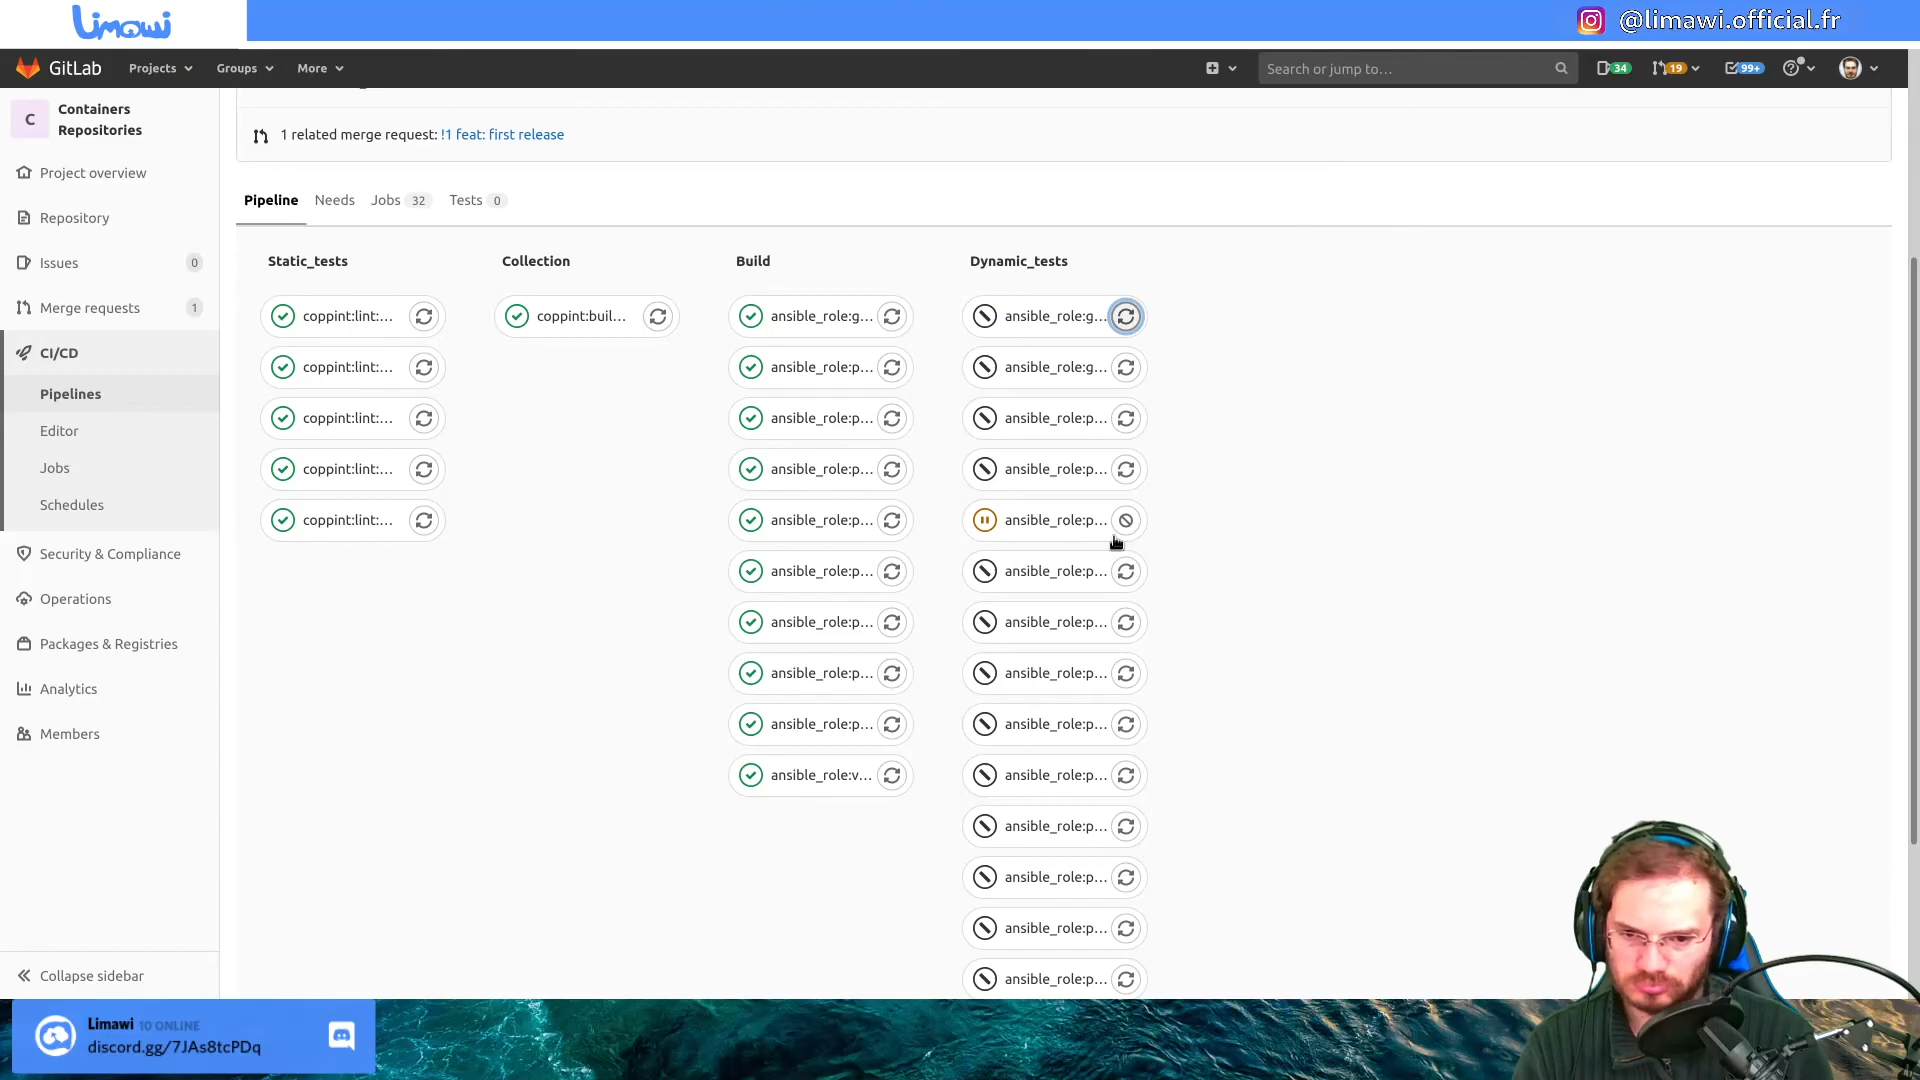 Limawi
@limawi.official.fr
GitLab
Projects
Groups
More
Search or jump to...
34
19
99+
C
Containers
Repositories
Project overview
Repository
Issues
0
Merge requests
1
CI/CD
Pipelines
Editor
Jobs
Schedules
Security & Compliance
Operations
Packages & Registries
Analytics
Members
Collapse sidebar
1 related merge request: !1 feat: first release
Pipeline
Needs
Jobs 32
Tests 0
Static_tests
coppint:lint:...
coppint:lint:...
coppint:lint:...
coppint:lint:...
coppint:lint:...
Collection
coppint:buil...
Build
ansible_role:g...
ansible_role:p...
ansible_role:p...
ansible_role:p...
ansible_role:p...
ansible_role:p...
ansible_role:p...
ansible_role:p...
ansible_role:p...
ansible_role:v...
Dynamic_tests
ansible_role:g...
ansible_role:g...
ansible_role:p...
ansible_role:p...
ansible_role:p...
ansible_role:p...
ansible_role:p...
ansible_role:p...
ansible_role:p...
ansible_role:p...
ansible_role:p...
ansible_role:p...
ansible_role:p...
ansible_role:p...
Limawi 10 ONLINE
discord.gg/7JAs8tcPDq